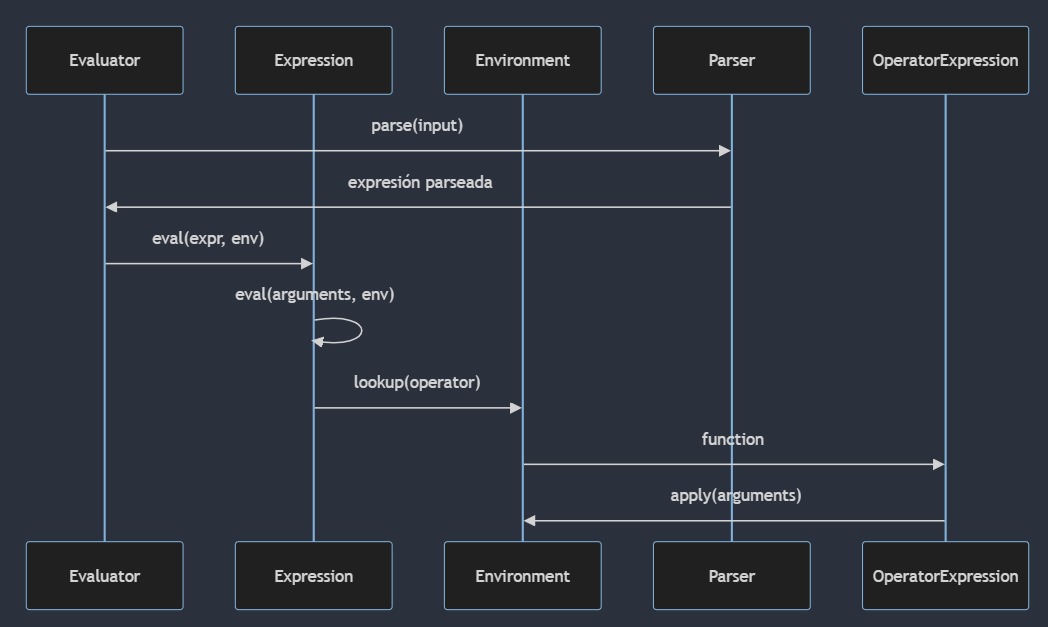 Evaluator
Expression
Environment
Parser
OperatorExpression
parse(input)
expresión parseada
eval(expr, env)
eval(arguments, env)
lookup(operator)
function
apply(arguments)
Evaluator
Expression
Environment
Parser
OperatorExpression